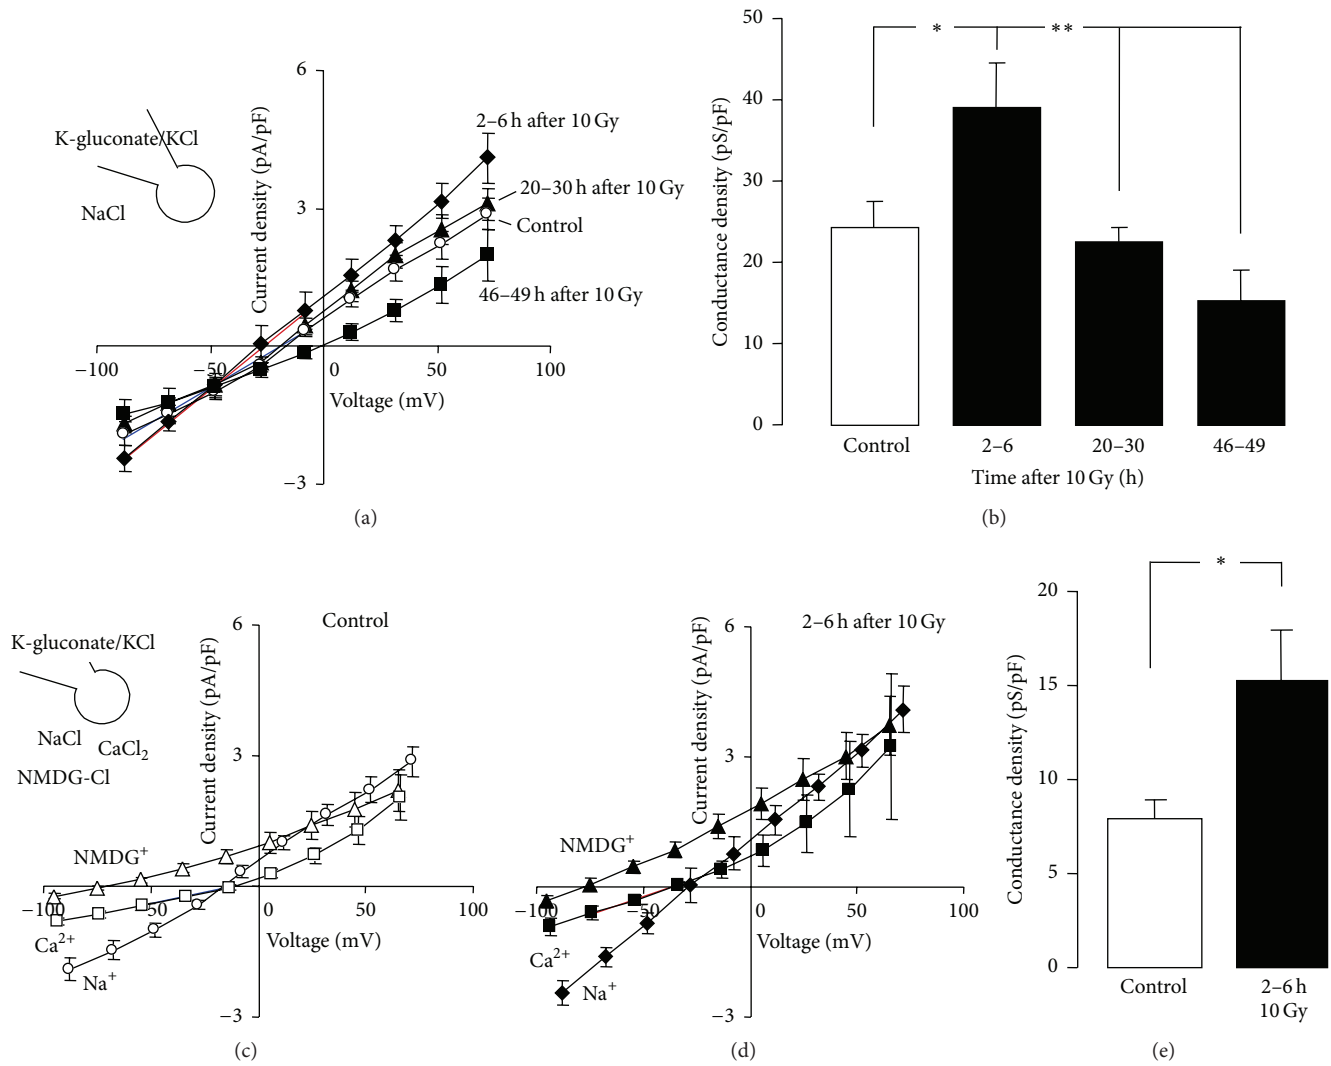 6
3
−3
−100
−50
0
50
100
Voltage (mV)
Current density (pA/pF)
K-gluonate/KCl
NaCl
2–6 h after 10 Gy
20–30 h after 10 Gy
Control
46–49 h after 10 Gy
(a)
50
40
30
20
10
0
Conductance density (pS/pF)
*
**
Control
2–6
20–30
46–49
Time after 10 Gy (h)
(b)
K-gluonate/KCl
NaCl
CaCl2
NMDG-Cl
Control
6
3
−3
−100
−50
0
50
100
Voltage (mV)
Current density (pA/pF)
NMDG+
Ca2+
Na+
(c)
2–6 h after 10 Gy
6
3
−3
−100
−50
0
50
100
Voltage (mV)
Current density (pA/pF)
NMDG+
Ca2+
Na+
(d)
20
15
10
5
0
Conductance density (pS/pF)
*
Control
2–6 h
10 Gy
(e)